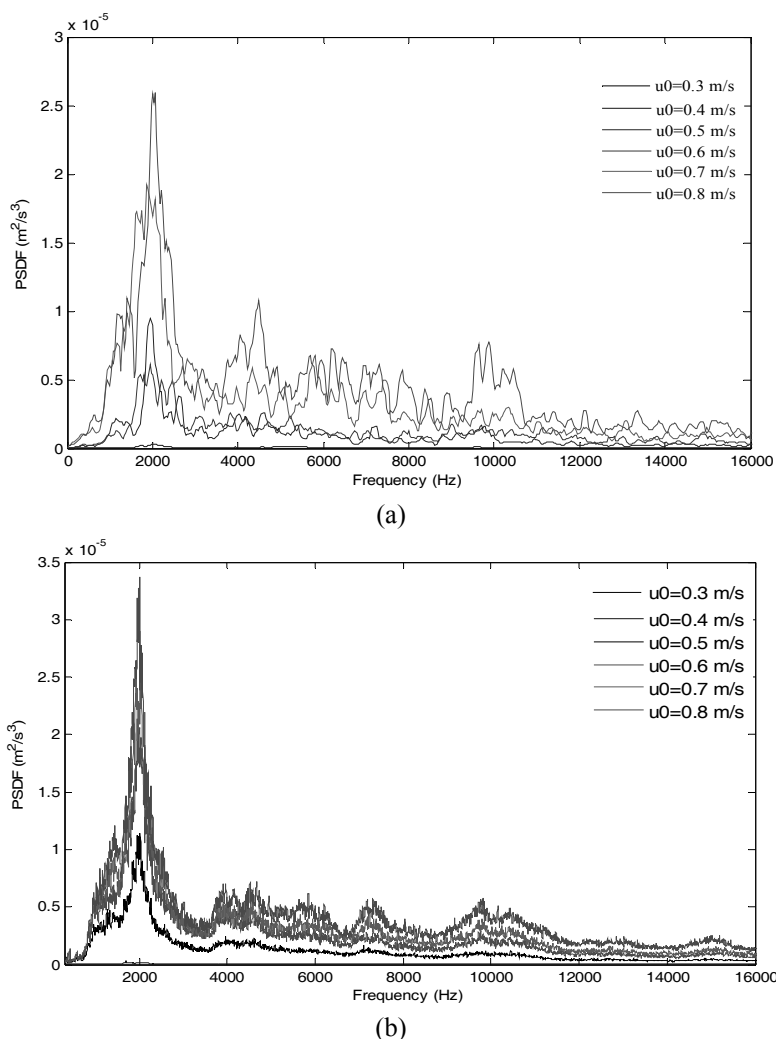 x 10⁻⁵
3
2.5
2
1.5
1
0.5
0
PSDF (m²/s³)
u0=0.3 m/s
u0=0.4 m/s
u0=0.5 m/s
u0=0.6 m/s
u0=0.7 m/s
u0=0.8 m/s
0 2000 4000 6000 8000 10000 12000 14000 16000
Frequency (Hz)
(a)
x 10⁻⁵
3.5
3
2.5
2
1.5
1
0.5
0
PSDF (m²/s³)
u0=0.3 m/s
u0=0.4 m/s
u0=0.5 m/s
u0=0.6 m/s
u0=0.7 m/s
u0=0.8 m/s
2000 4000 6000 8000 10000 12000 14000 16000
Frequency (Hz)
(b)